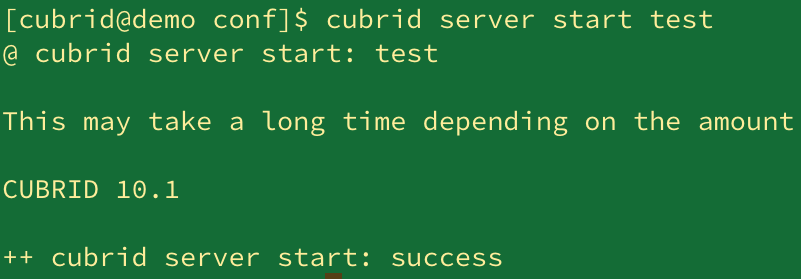 [cubrid@demo conf]$ cubrid server start test
@ cubrid server start: test
This may take a long time depending on the amount
CUBRID 10.1
++ cubrid server start: success